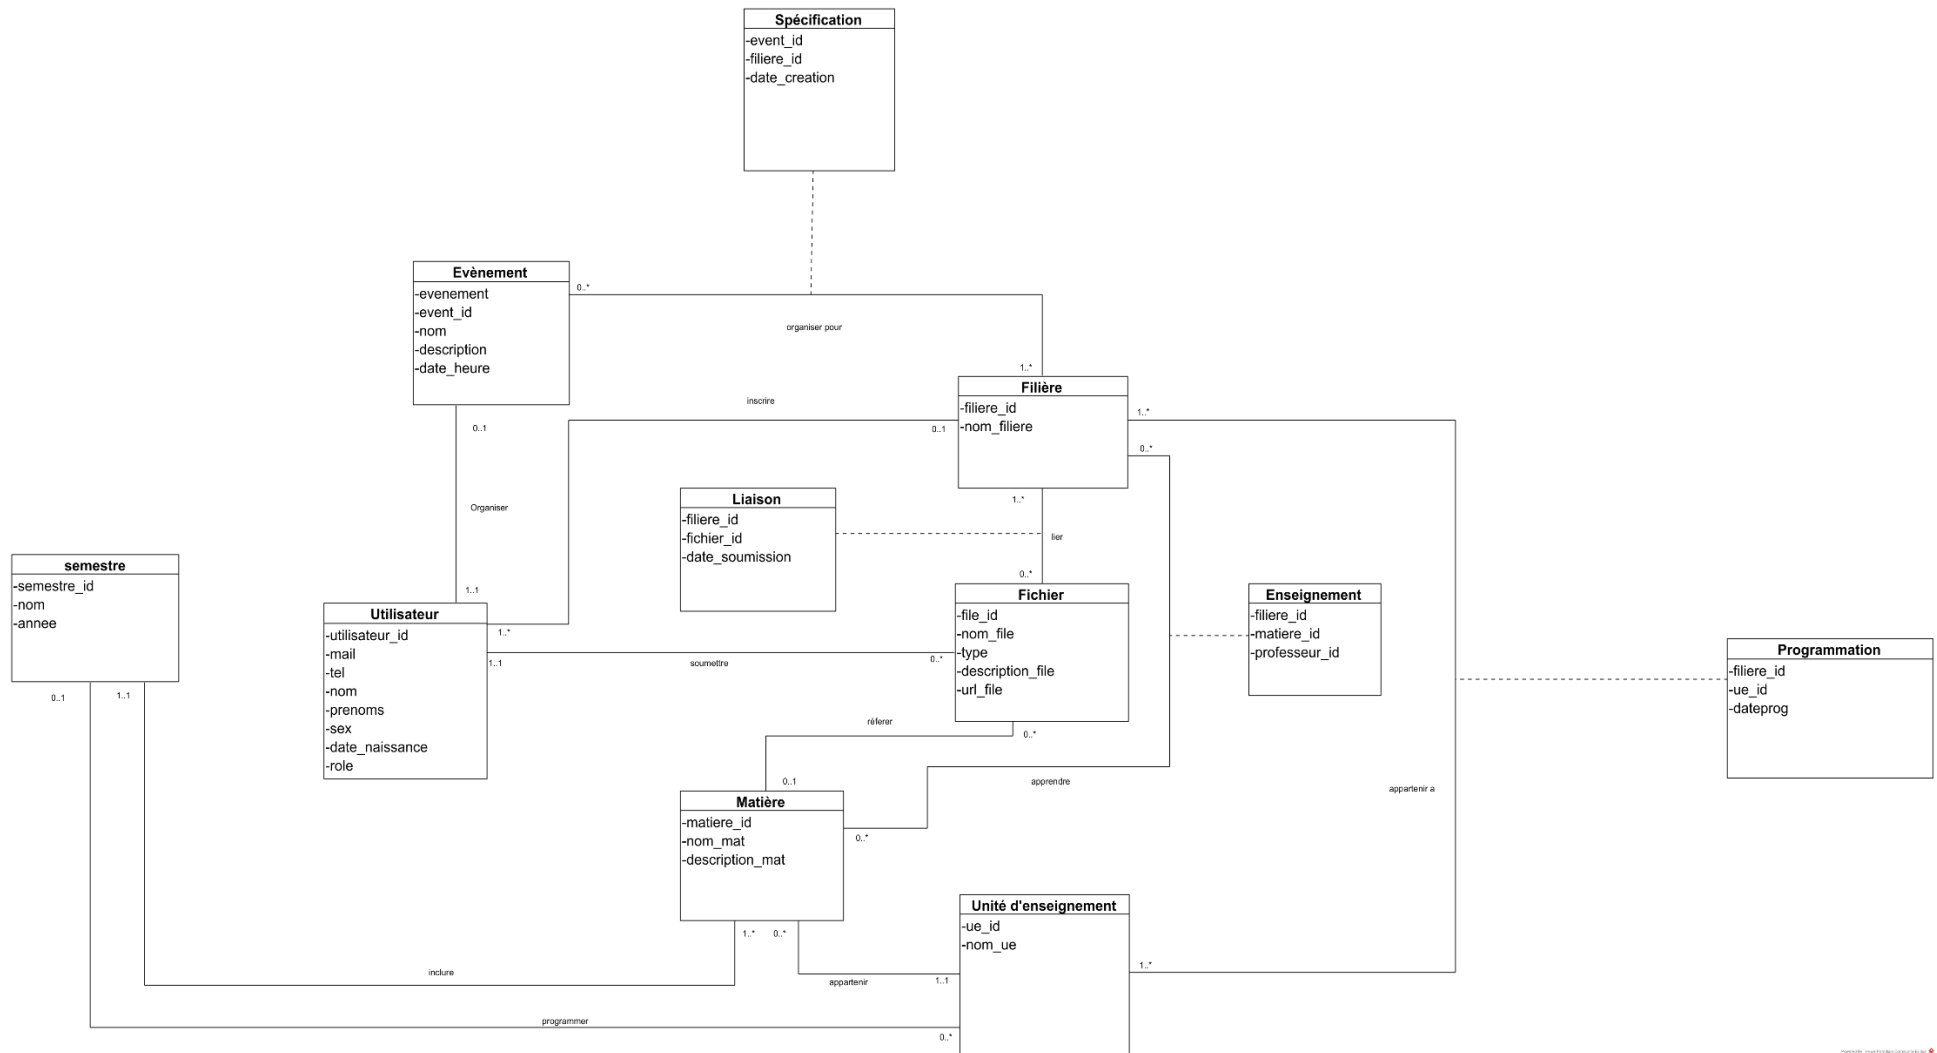 Spécification
-event_id
-filiere_id
-date_creation
Evènement
-evenement
-event_id
-nom
-description
-date_heure
0..*
organiser pour
1..*
Filière
-filiere_id
-nom_filiere
inscrire
0..1
0..1
1..*
0..*
Organiser
Liaison
-filiere_id
-fichier_id
-date_soumission
1..*
lier
0..*
semestre
-semestre_id
-nom
-annee
1..1
Utilisateur
-utilisateur_id
-mail
-tel
-nom
-prenoms
-sex
-date_naissance
-role
1..*
1..1
soumettre
0..*
Fichier
-file_id
-nom_file
-type
-description_file
-url_file
Enseignement
-filiere_id
-matiere_id
-professeur_id
Programmation
-filiere_id
-ue_id
-dateprog
0..1
1..1
réferer
0..*
0..1
apprendre
appartenir a
Matière
-matiere_id
-nom_mat
-description_mat
0..*
1..*
0..*
Unité d'enseignement
-ue_id
-nom_ue
inclure
appartenir
1..1
1..*
programmer
0..*